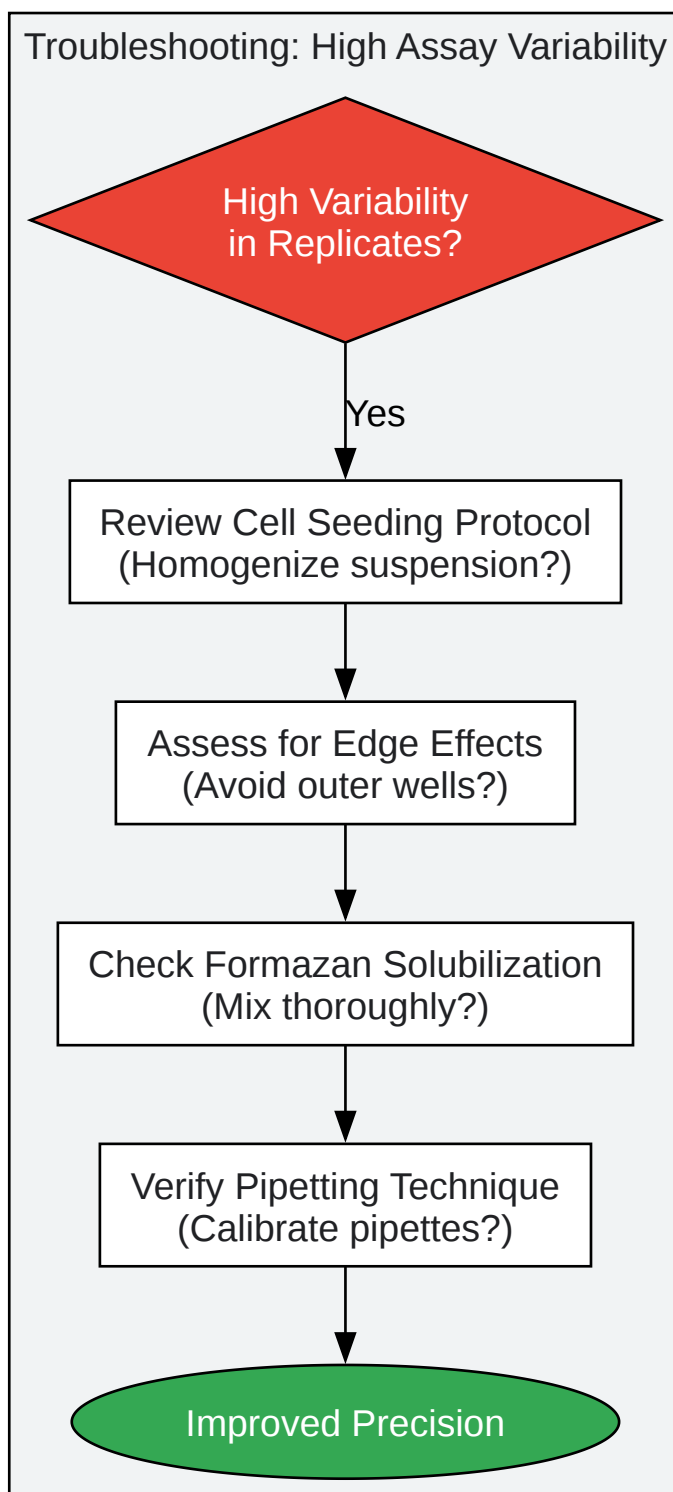 Troubleshooting: High Assay Variability
High Variability
in Replicates?
Yes
Review Cell Seeding Protocol
(Homogenize suspension?)
Assess for Edge Effects
(Avoid outer wells?)
Check Formazan Solubilization
(Mix thoroughly?)
Verify Pipetting Technique
(Calibrate pipettes?)
Improved Precision